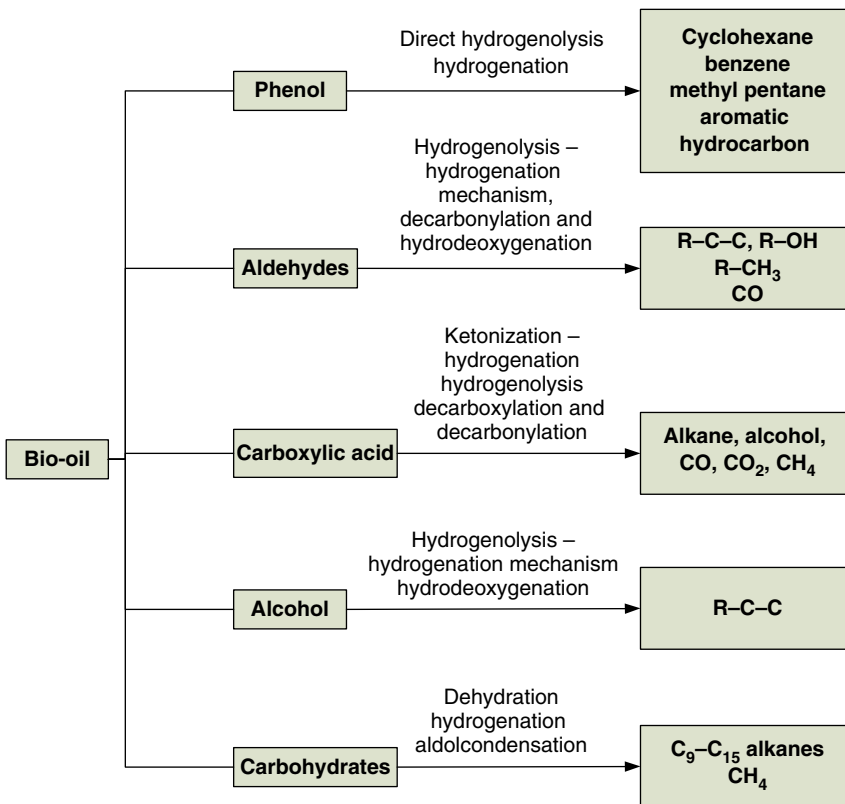 Direct hydrogenolysis
hydrogenation
Phenol
Cyclohexane
benzene
methyl pentane
aromatic
hydrocarbon
Hydrogenolysis –
hydrogenation
mechanism,
decarbonylation and
hydrodeoxygenation
Aldehydes
R–C–C, R–OH
R–CH₃
CO
Ketonization –
hydrogenation
hydrogenolysis
decarboxylation and
decarbonylation
Bio-oil
Carboxylic acid
Alkane, alcohol,
CO, CO₂, CH₄
Hydrogenolysis –
hydrogenation mechanism
hydrodeoxygenation
Alcohol
R–C–C
Dehydration
hydrogenation
aldolcondensation
Carbohydrates
C₉–C₁₅ alkanes
CH₄